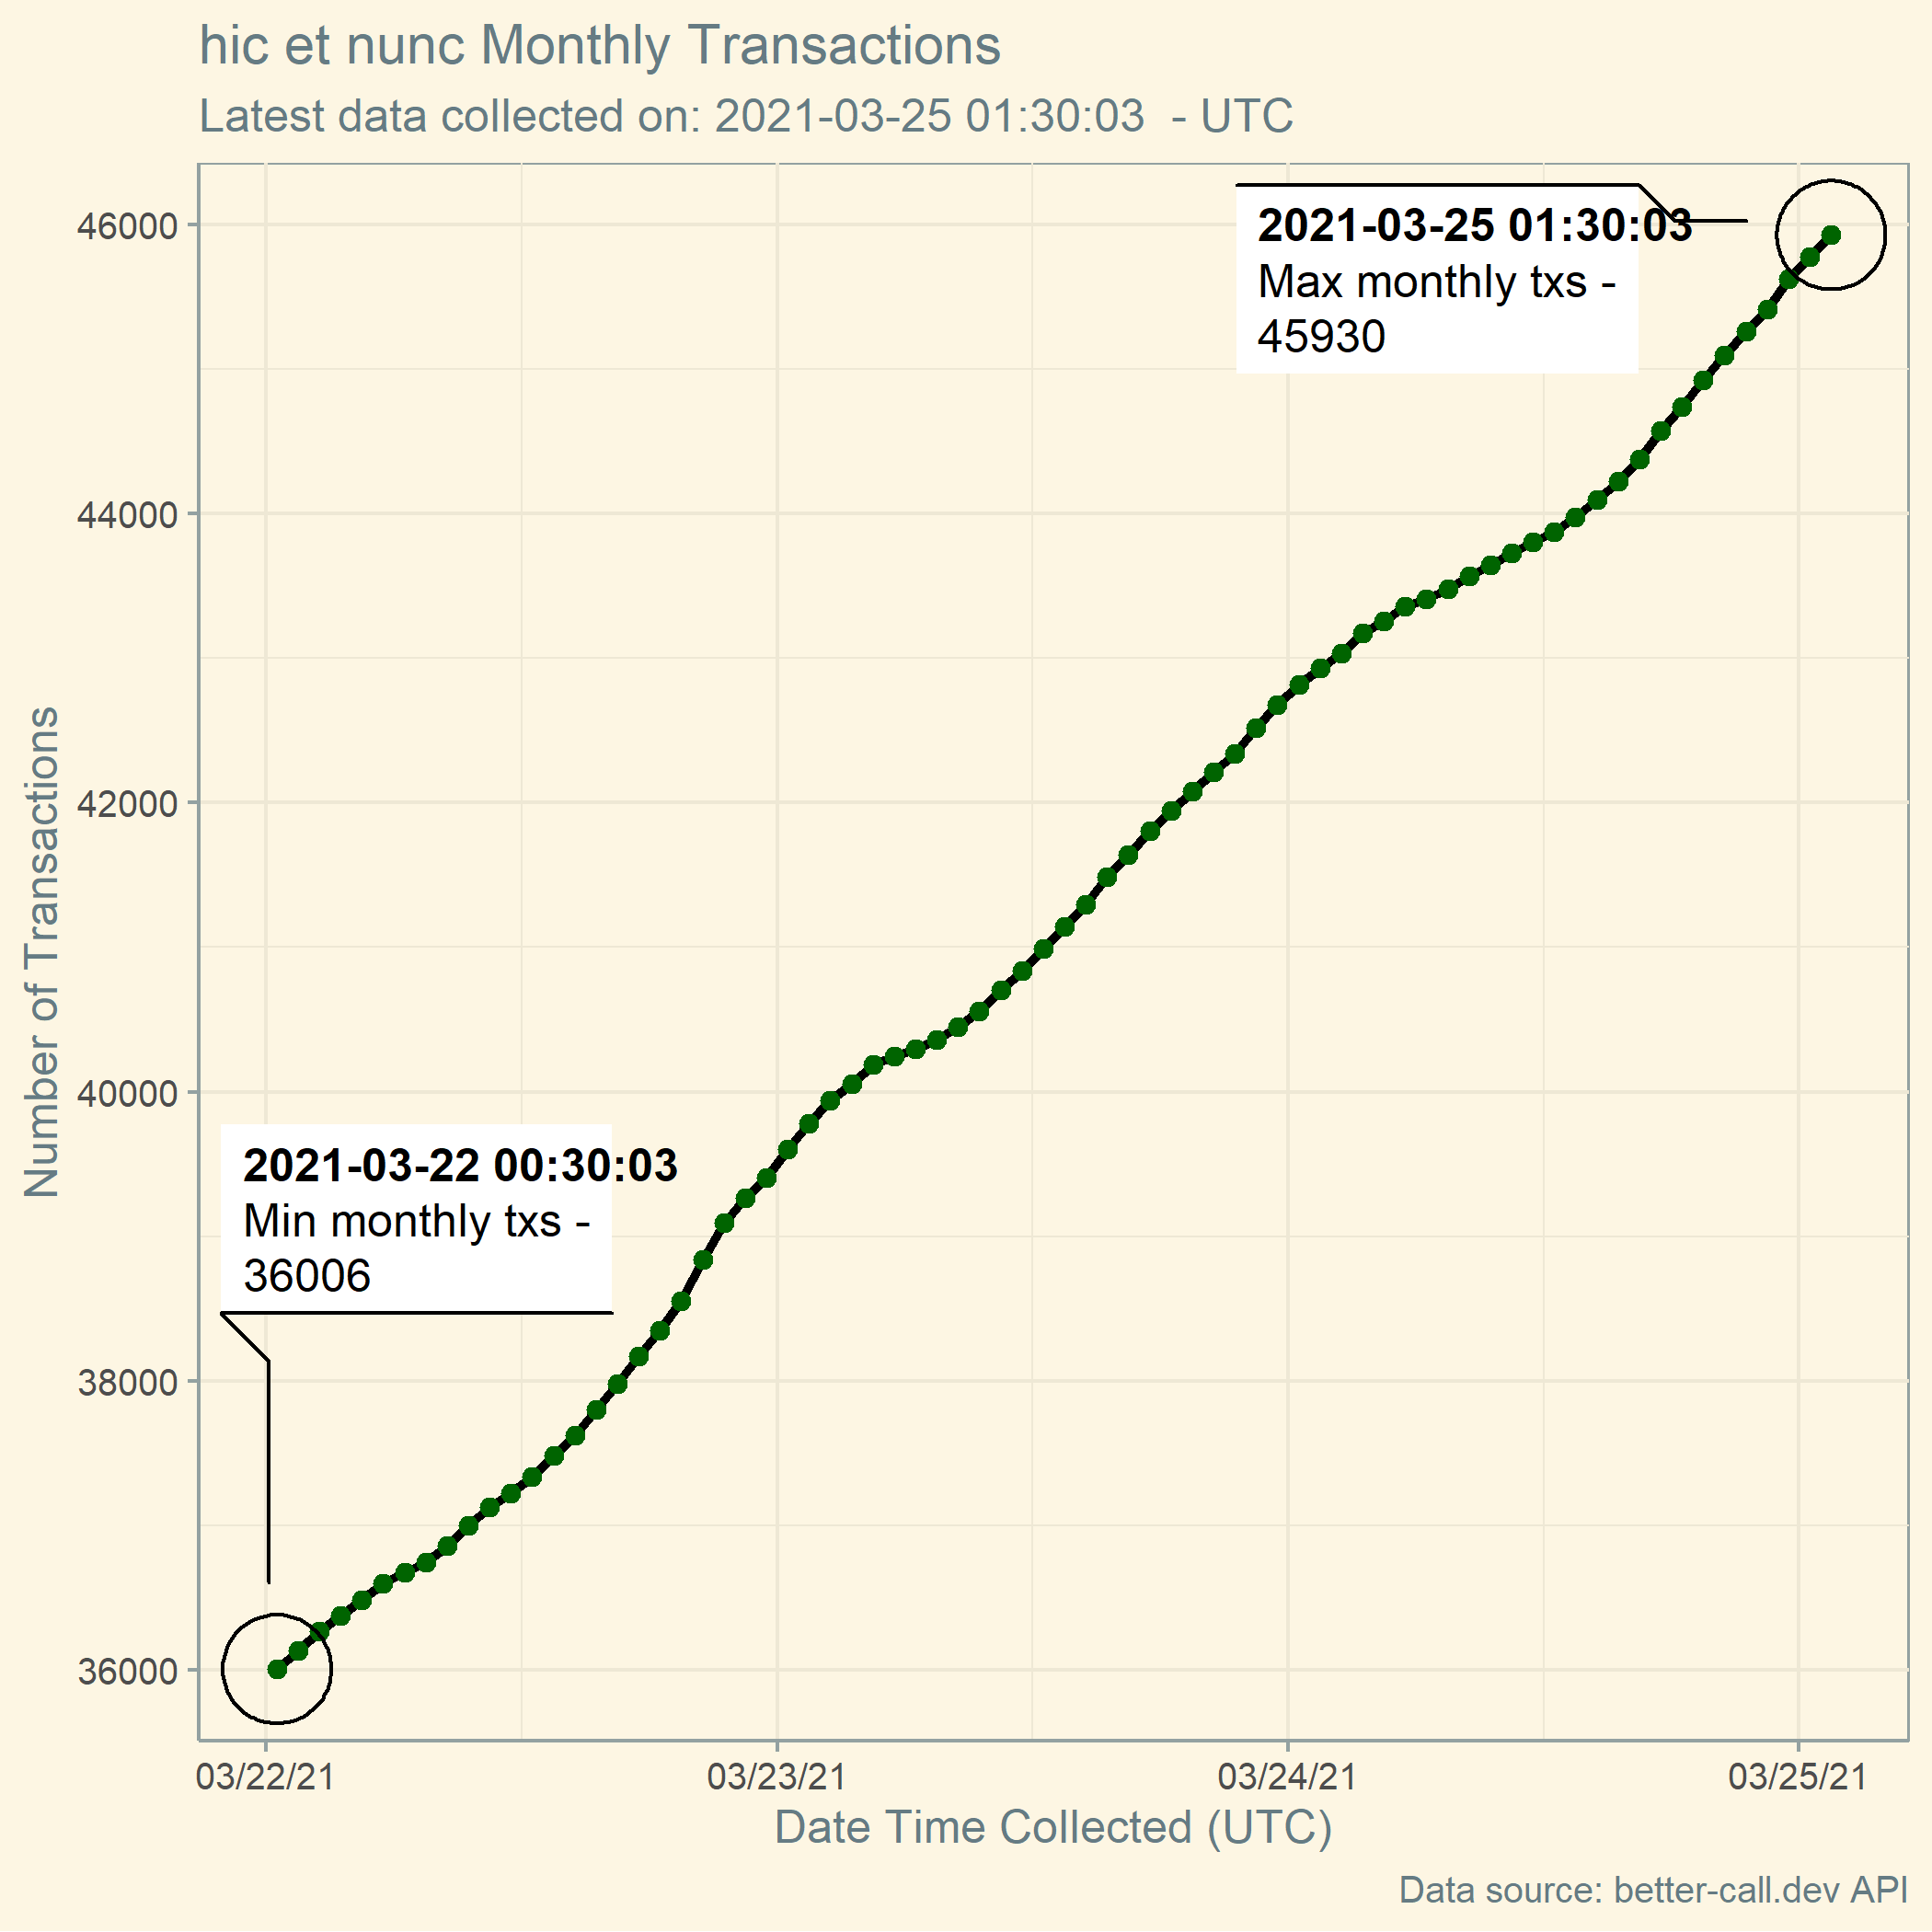 hic et nunc Monthly Transactions
Latest data collected on: 2021-03-25 01:30:03  - UTC
Number of Transactions
46000
44000
42000
40000
38000
36000
2021-03-25 01:30:03
Max monthly txs -
45930
2021-03-22 00:30:03
Min monthly txs -
36006
03/22/21
03/23/21
03/24/21
03/25/21
Date Time Collected (UTC)
Data source: better-call.dev API